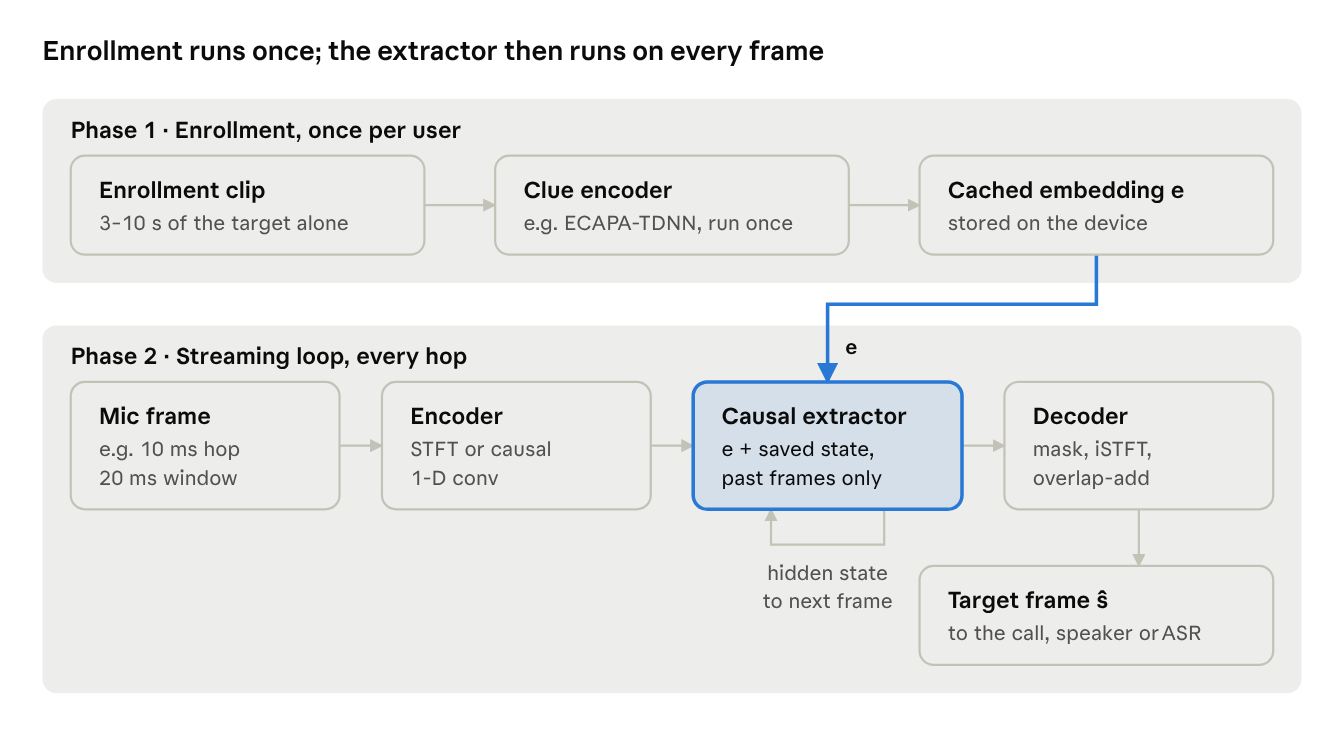 Enrollment runs once; the extractor then runs on every frame
Phase 1 · Enrollment, once per user
Enrollment clip
3–10 s of the target alone
Clue encoder
e.g. ECAPA-TDNN, run once
Cached embedding e
stored on the device
e
Phase 2 · Streaming loop, every hop
Mic frame
e.g. 10 ms hop
20 ms window
Encoder
STFT or causal
1-D conv
Causal extractor
e + saved state,
past frames only
Decoder
mask, iSTFT,
overlap-add
hidden state
to next frame
Target frame ŝ
to the call, speaker or ASR